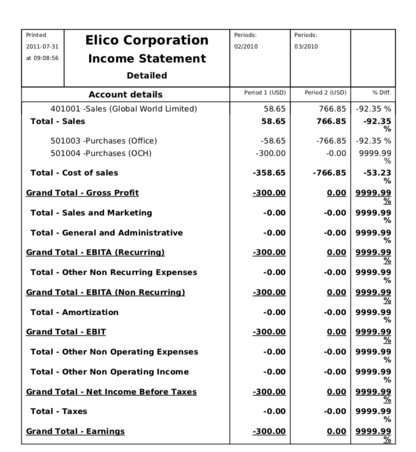 Printed
2011-07-31
at 09:08:56
Elico Corporation
Income Statement
Detailed
Periods:
02/2010
Periods:
03/2010
Account details Period 1 (USD) Period 2 (USD) % Diff.
401001 -Sales (Global World Limited) 58.65 766.85 -92.35 %
Total - Sales 58.65 766.85 -92.35
%
501003 -Purchases (Office) -58.65 -766.85 -92.35 %
501004 -Purchases (OCH) -300.00 -0.00 9999.99
%
Total - Cost of sales -358.65 -766.85 -53.23
%
Grand Total - Gross Profit -300.00 0.00 9999.99
%
Total - Sales and Marketing -0.00 -0.00 9999.99
%
Total - General and Administrative -0.00 -0.00 9999.99
%
Grand Total - EBITA (Recurring) -300.00 0.00 9999.99
%
Total - Other Non Recurring Expenses -0.00 -0.00 9999.99
%
Grand Total - EBITA (Non Recurring) -300.00 0.00 9999.99
%
Total - Amortization -0.00 -0.00 9999.99
%
Grand Total - EBIT -300.00 0.00 9999.99
%
Total - Other Non Operating Expenses -0.00 -0.00 9999.99
%
Total - Other Non Operating Income -0.00 -0.00 9999.99
%
Grand Total - Net Income Before Taxes -300.00 0.00 9999.99
%
Total - Taxes -0.00 -0.00 9999.99
%
Grand Total - Earnings -300.00 0.00 9999.99
%